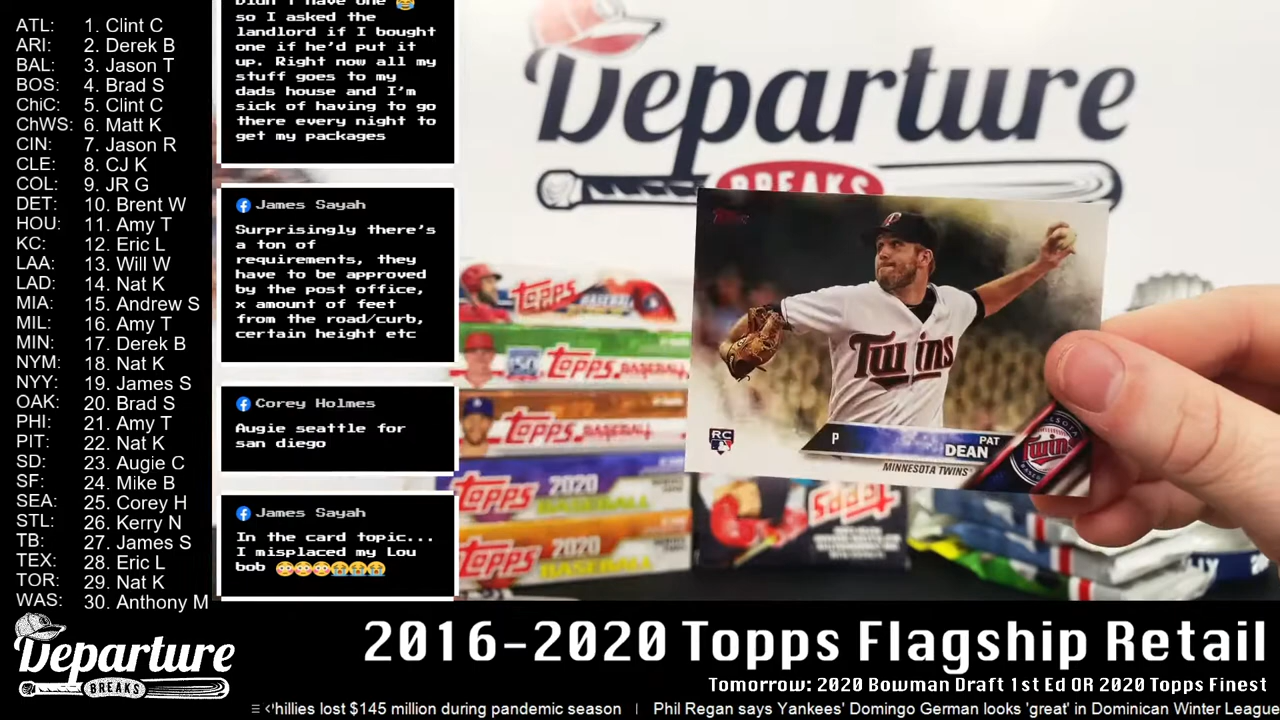 ATL: 1. Clint C
ARI: 2. Derek B
BAL: 3. Jason T
BOS: 4. Brad S
ChiC: 5. Clint C
ChWS: 6. Matt K
CIN: 7. Jason R
CLE: 8. CJ K
COL: 9. JR G
DET: 10. Brent W
HOU: 11. Amy T
KC: 12. Eric L
LAA: 13. Will W
LAD: 14. Nat K
MIA: 15. Andrew S
MIL: 16. Amy T
MIN: 17. Derek B
NYM: 18. Nat K
NYY: 19. James S
OAK: 20. Brad S
PHI: 21. Amy T
PIT: 22. Nat K
SD: 23. Augie C
SF: 24. Mike B
SEA: 25. Corey H
STL: 26. Kerry N
TB: 27. James S
TEX: 28. Eric L
TOR: 29. Nat K
WAS: 30. Anthony M
so I asked the
landlord if I bought
one if he'd put it
up. Right now all my
stuff goes to my
dads house and I'm
sick of having to go
there every night to
get my packages
James Sayah
Surprisingly there's
a ton of
requirements, they
have to be approved
by the post office,
x amount of feet
from the road/curb,
certain height etc
Corey Holmes
Augie seattle for
san diego
James Sayah
In the card topic...
I misplaced my Lou
bob 😳😳😳😭😭😭
Departure
BREAKS
Topps
Twins
RC
P
PAT
DEAN
MINNESOTA TWINS
Twins
TOPPS BASEBALL
TOPPS BASEBALL
TOPPS BASEBALL
TOPPS 2020 BASEBALL
TOPPS 2020 BASEBALL
Topps
Departure
BREAKS
2016-2020 Topps Flagship Retail
Tomorrow: 2020 Bowman Draft 1st Ed OR 2020 Topps Finest
hillies lost $145 million during pandemic season | Phil Regan says Yankees' Domingo German looks 'great' in Dominican Winter League